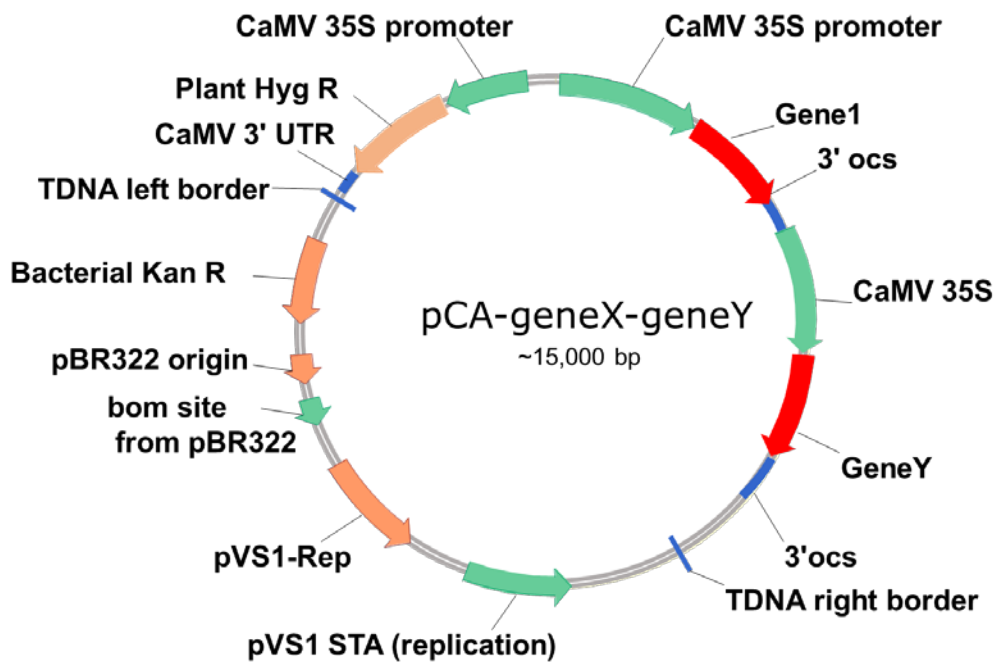 CaMV 35S promoter
CaMV 35S promoter
Plant Hyg R
Gene1
CaMV 3' UTR
3' ocs
TDNA left border
Bacterial Kan R
CaMV 35S
pCA-geneX-geneY
~15,000 bp
pBR322 origin
bom site
from pBR322
GeneY
pVS1-Rep
3'ocs
TDNA right border
pVS1 STA (replication)